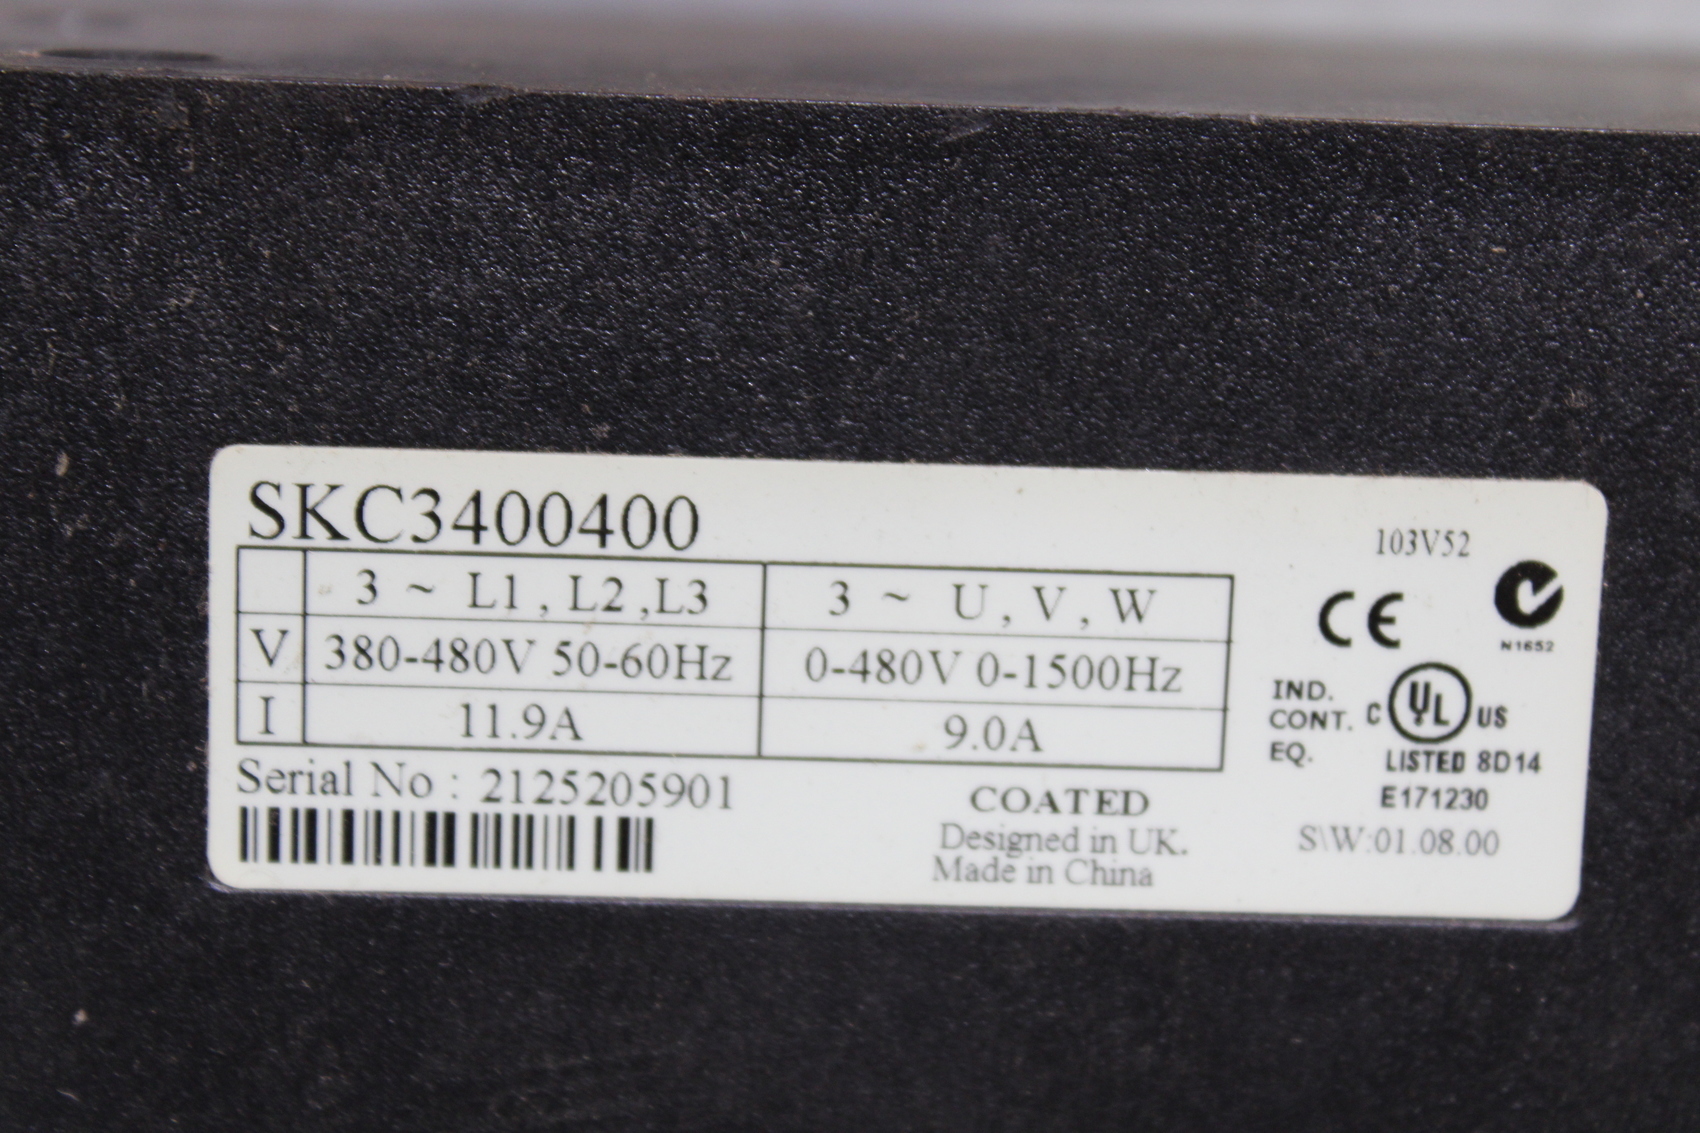 SKC3400400
103V52
3 ~ L1 , L2 ,L3 3 ~ U , V , W
V 380-480V 50-60Hz 0-480V 0-1500Hz
I 11.9A 9.0A
CE
N1652
IND.
CONT.
EQ.
C UL US
LISTED 8D14
E171230
Serial No : 2125205901
COATED
Designed in UK.
Made in China
S\W:01.08.00